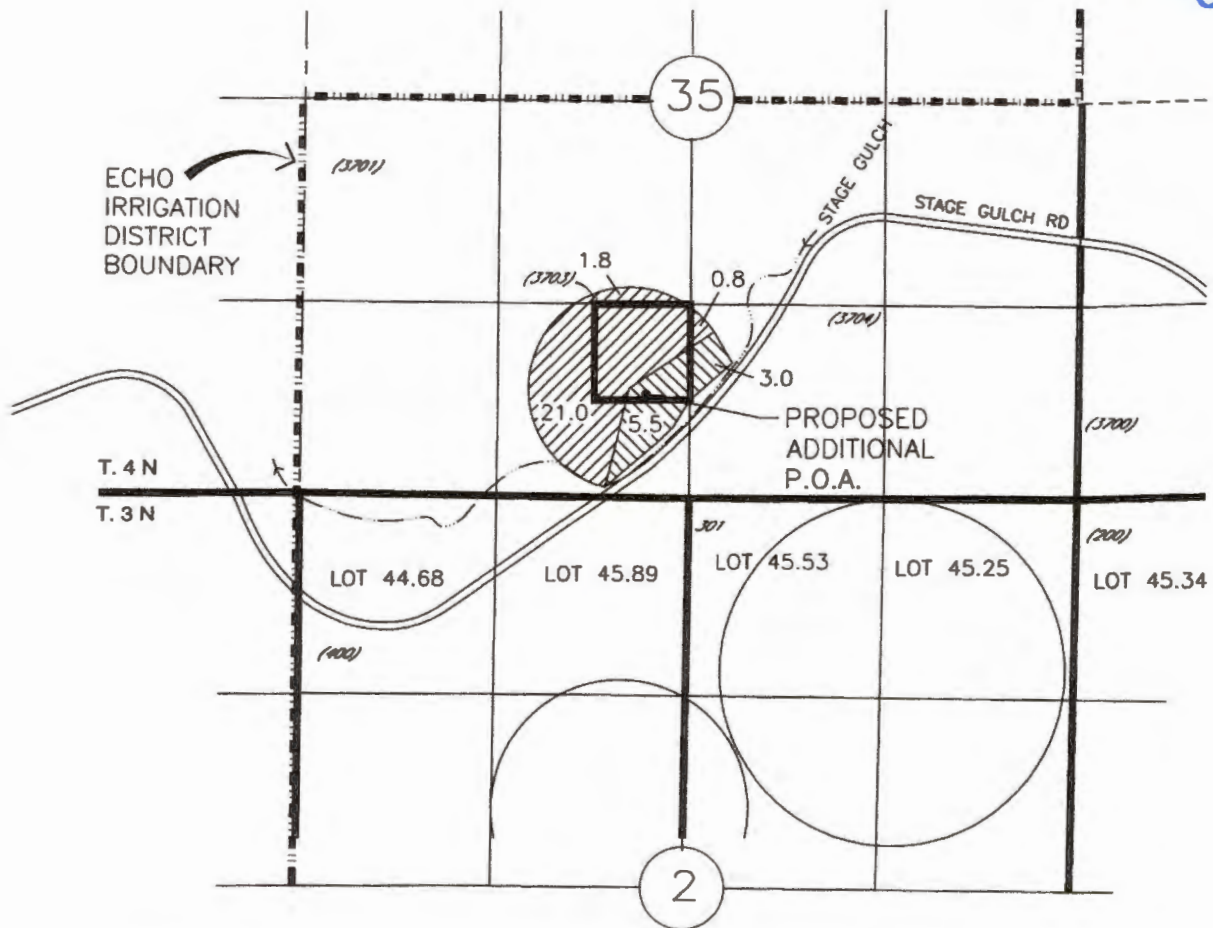 35
(3701)
ECHO
IRRIGATION
DISTRICT
BOUNDARY
STAGE GULCH
STAGE GULCH RD
1.8
(3703)
0.8
(3704)
3.0
21.0
5.5
PROPOSED
ADDITIONAL
P.O.A.
(3700)
T. 4 N
T. 3 N
301
(200)
LOT 44.68
LOT 45.89
LOT 45.53
LOT 45.25
LOT 45.34
(400)
2